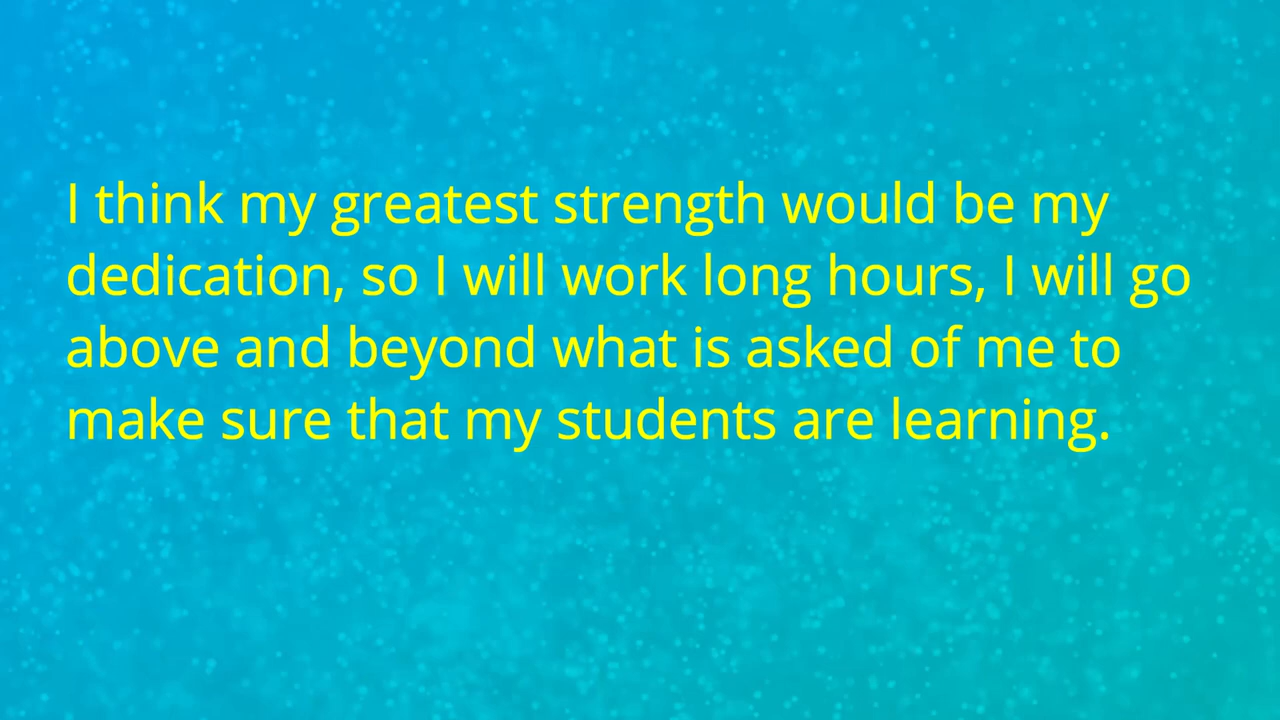 I think my greatest strength would be my
dedication, so I will work long hours, I will go
above and beyond what is asked of me to
make sure that my students are learning.